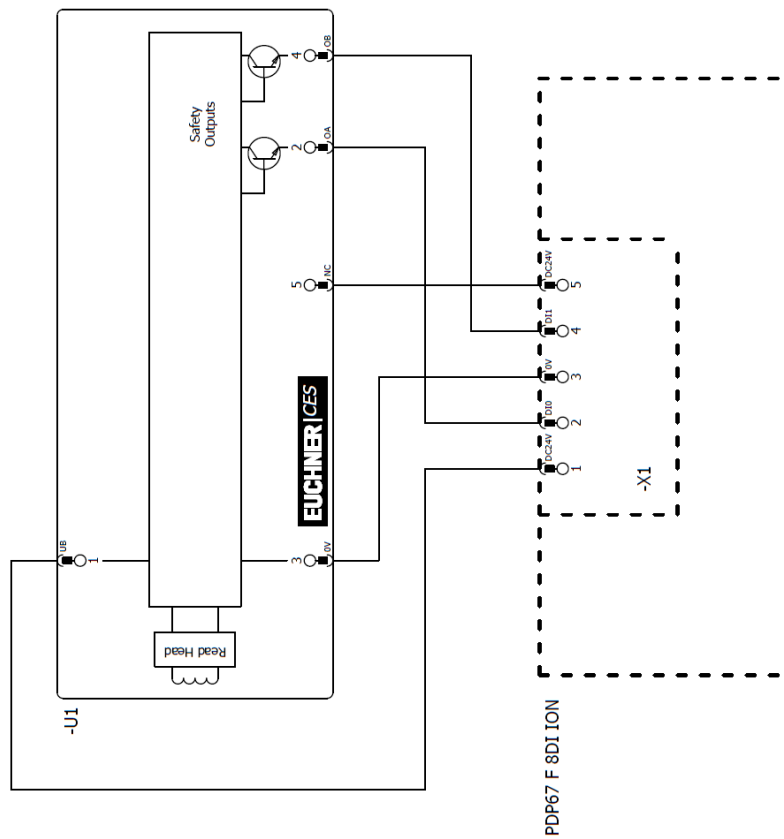 Safety
Outputs
4
OB
2
OA
5
NC
EUCHNER|CES
UB
1
3
0V
Read Head
-U1
DC24V
5
DI1
4
0V
3
DI0
2
DC24V
1
-X1
PDP67 F 8DI ION